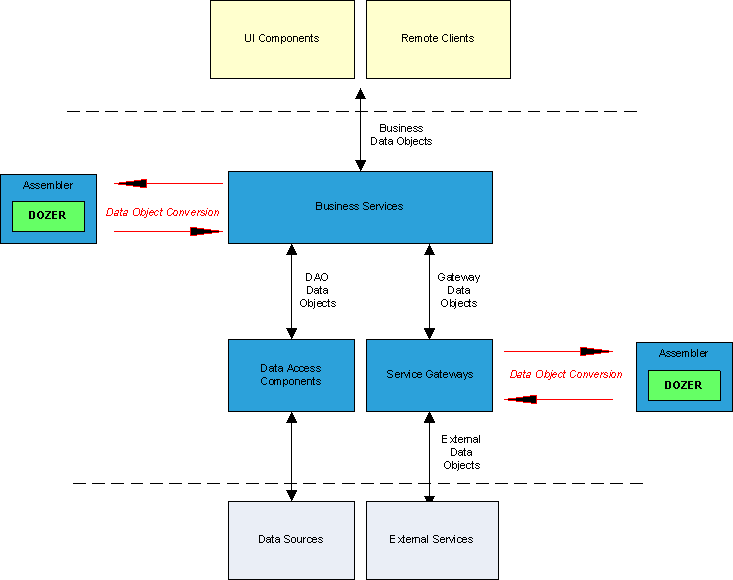 UI Components
Remote Clients
Business
Data Objects
Assembler
DOZER
Data Object Conversion
Business Services
DAO
Data
Objects
Gateway
Data
Objects
Data Access
Components
Service Gateways
Data Object Conversion
Assembler
DOZER
External
Data
Objects
Data Sources
External Services